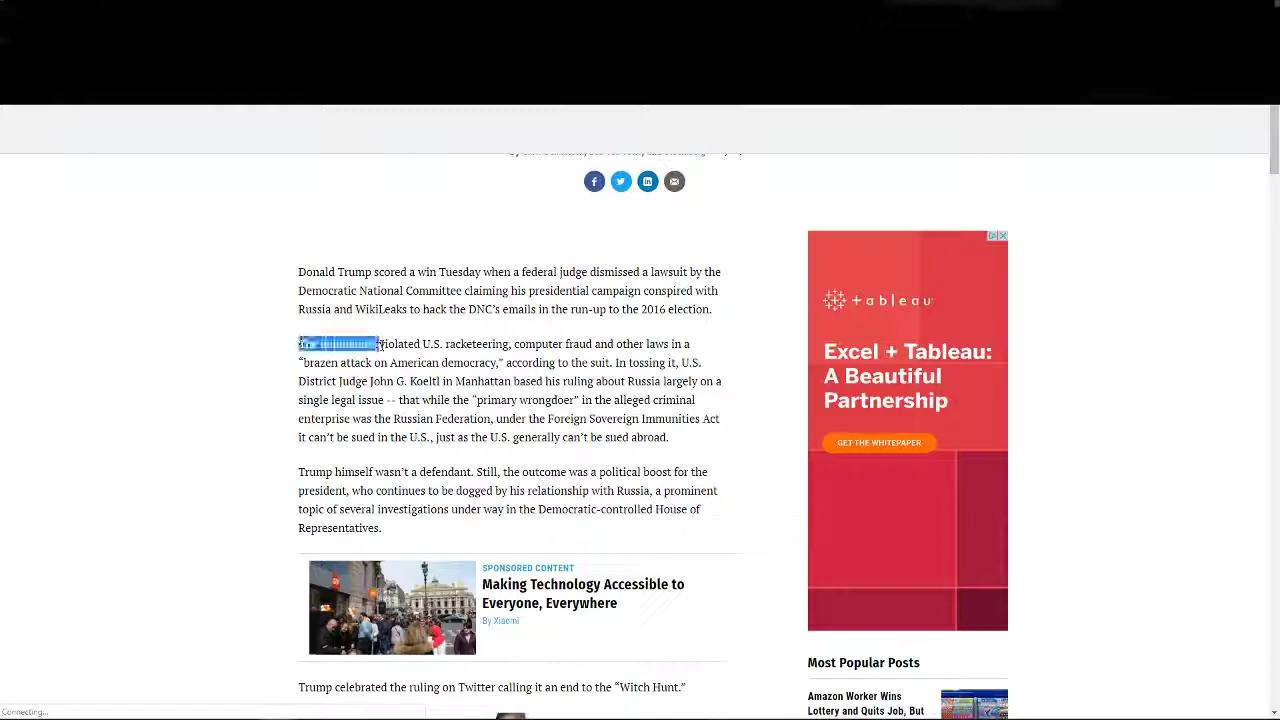 Donald Trump scored a win Tuesday when a federal judge dismissed a lawsuit by the
Democratic National Committee claiming his presidential campaign conspired with
Russia and WikiLeaks to hack the DNC's emails in the run-up to the 2016 election.
violated U.S. racketeering, computer fraud and other laws in a
“brazen attack on American democracy,” according to the suit. In tossing it, U.S.
District Judge John G. Koeltl in Manhattan based his ruling about Russia largely on a
single legal issue -- that while the “primary wrongdoer” in the alleged criminal
enterprise was the Russian Federation, under the Foreign Sovereign Immunities Act
it can't be sued in the U.S., just as the U.S. generally can't be sued abroad.
Trump himself wasn't a defendant. Still, the outcome was a political boost for the
president, who continues to be dogged by his relationship with Russia, a prominent
topic of several investigations under way in the Democratic-controlled House of
Representatives.
SPONSORED CONTENT
Making Technology Accessible to
Everyone, Everywhere
By Xiaomi
Trump celebrated the ruling on Twitter calling it an end to the “Witch Hunt.”
+ableau
Excel + Tableau:
A Beautiful
Partnership
GET THE WHITEPAPER
Most Popular Posts
Amazon Worker Wins
Lottery and Quits Job, But
Connecting...